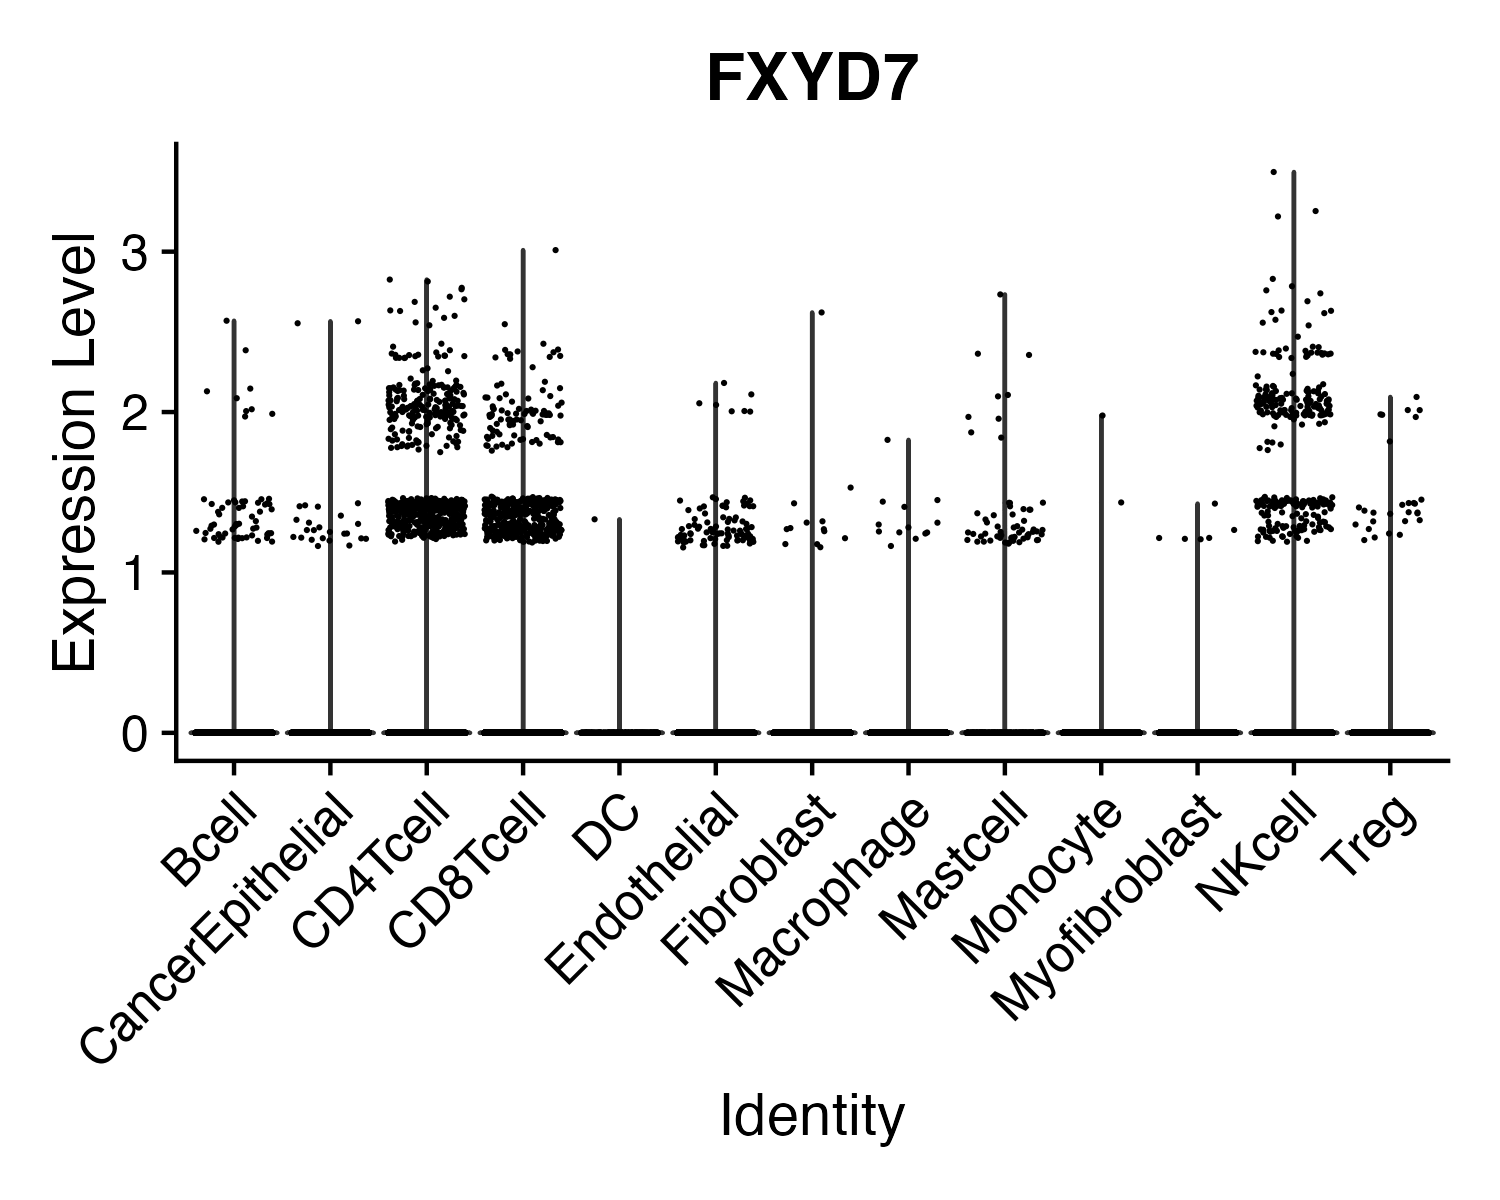 FXYD7
Expression Level
3
2
1
0
Bcell
CancerEpithelial
CD4Tcell
CD8Tcell
DC
Endothelial
Fibroblast
Macrophage
Mastcell
Monocyte
Myofibroblast
NKcell
Treg
Identity